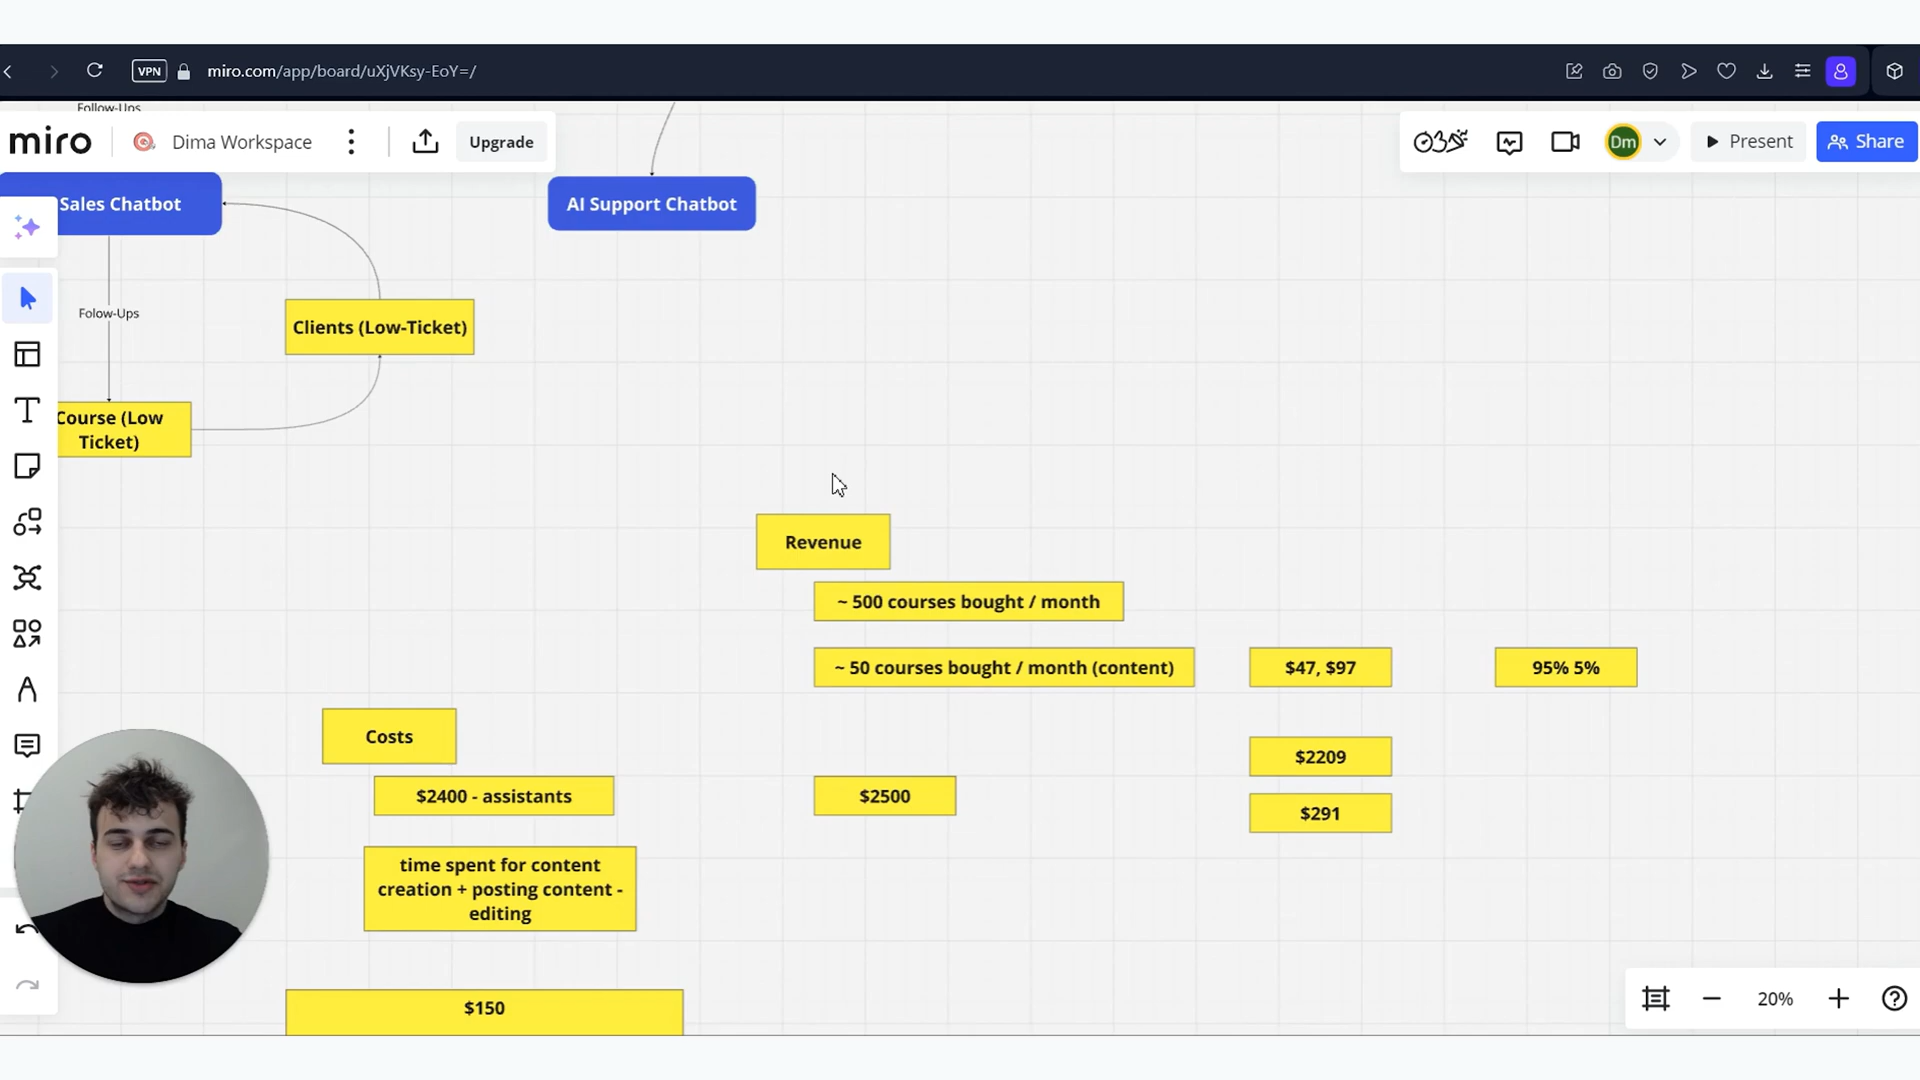 VPN
miro.com/app/board/uXjVKsy-EoY=/
Follow-Ups
miro
Dima Workspace
Upgrade
Dm
Present
Share
Sales Chatbot
AI Support Chatbot
Folow-Ups
Clients (Low-Ticket)
Course (Low
Ticket)
Revenue
~ 500 courses bought / month
~ 50 courses bought / month (content)
$47, $97
95% 5%
Costs
$2209
$2400 - assistants
$2500
$291
time spent for content
creation + posting content -
editing
$150
20%